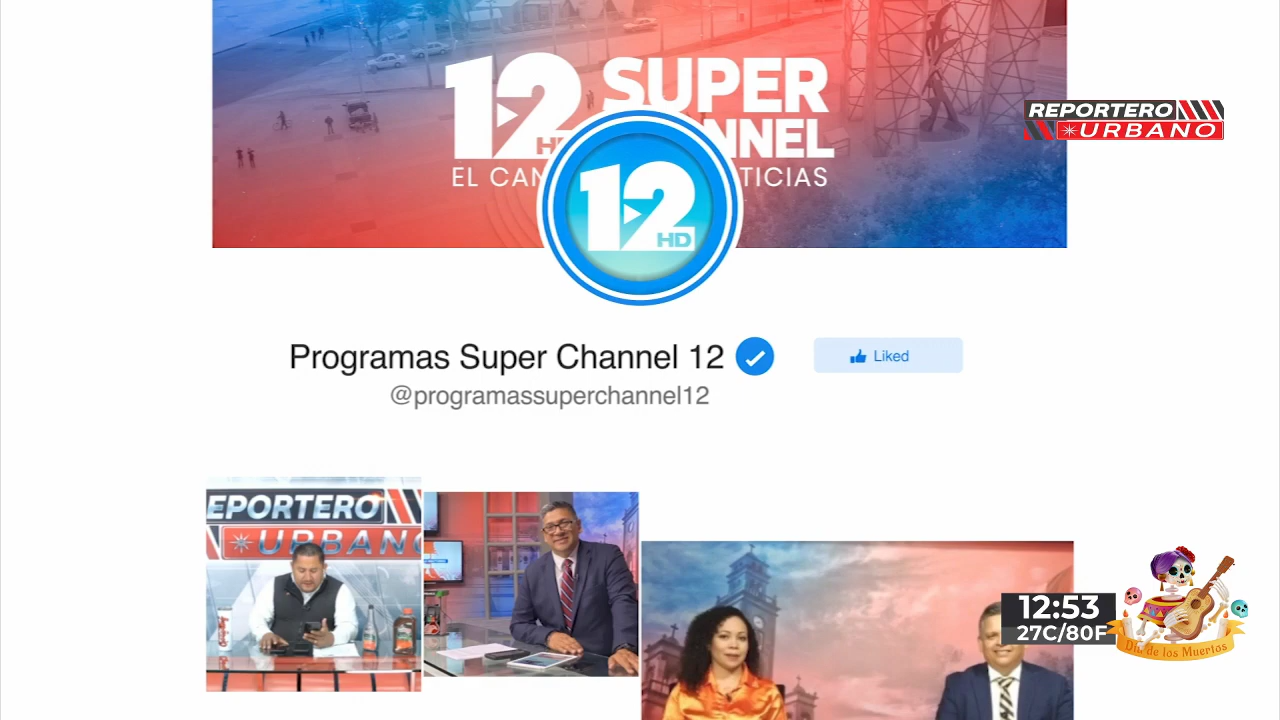 12 SUPER
HD
NNEL
EL CAN
TICIAS
12
HD
REPORTERO
URBANO
Programas Super Channel 12
Liked
@programassuperchannel12
EPORTERO
URBANO
12:53
27C/80F
Día de los Muertos